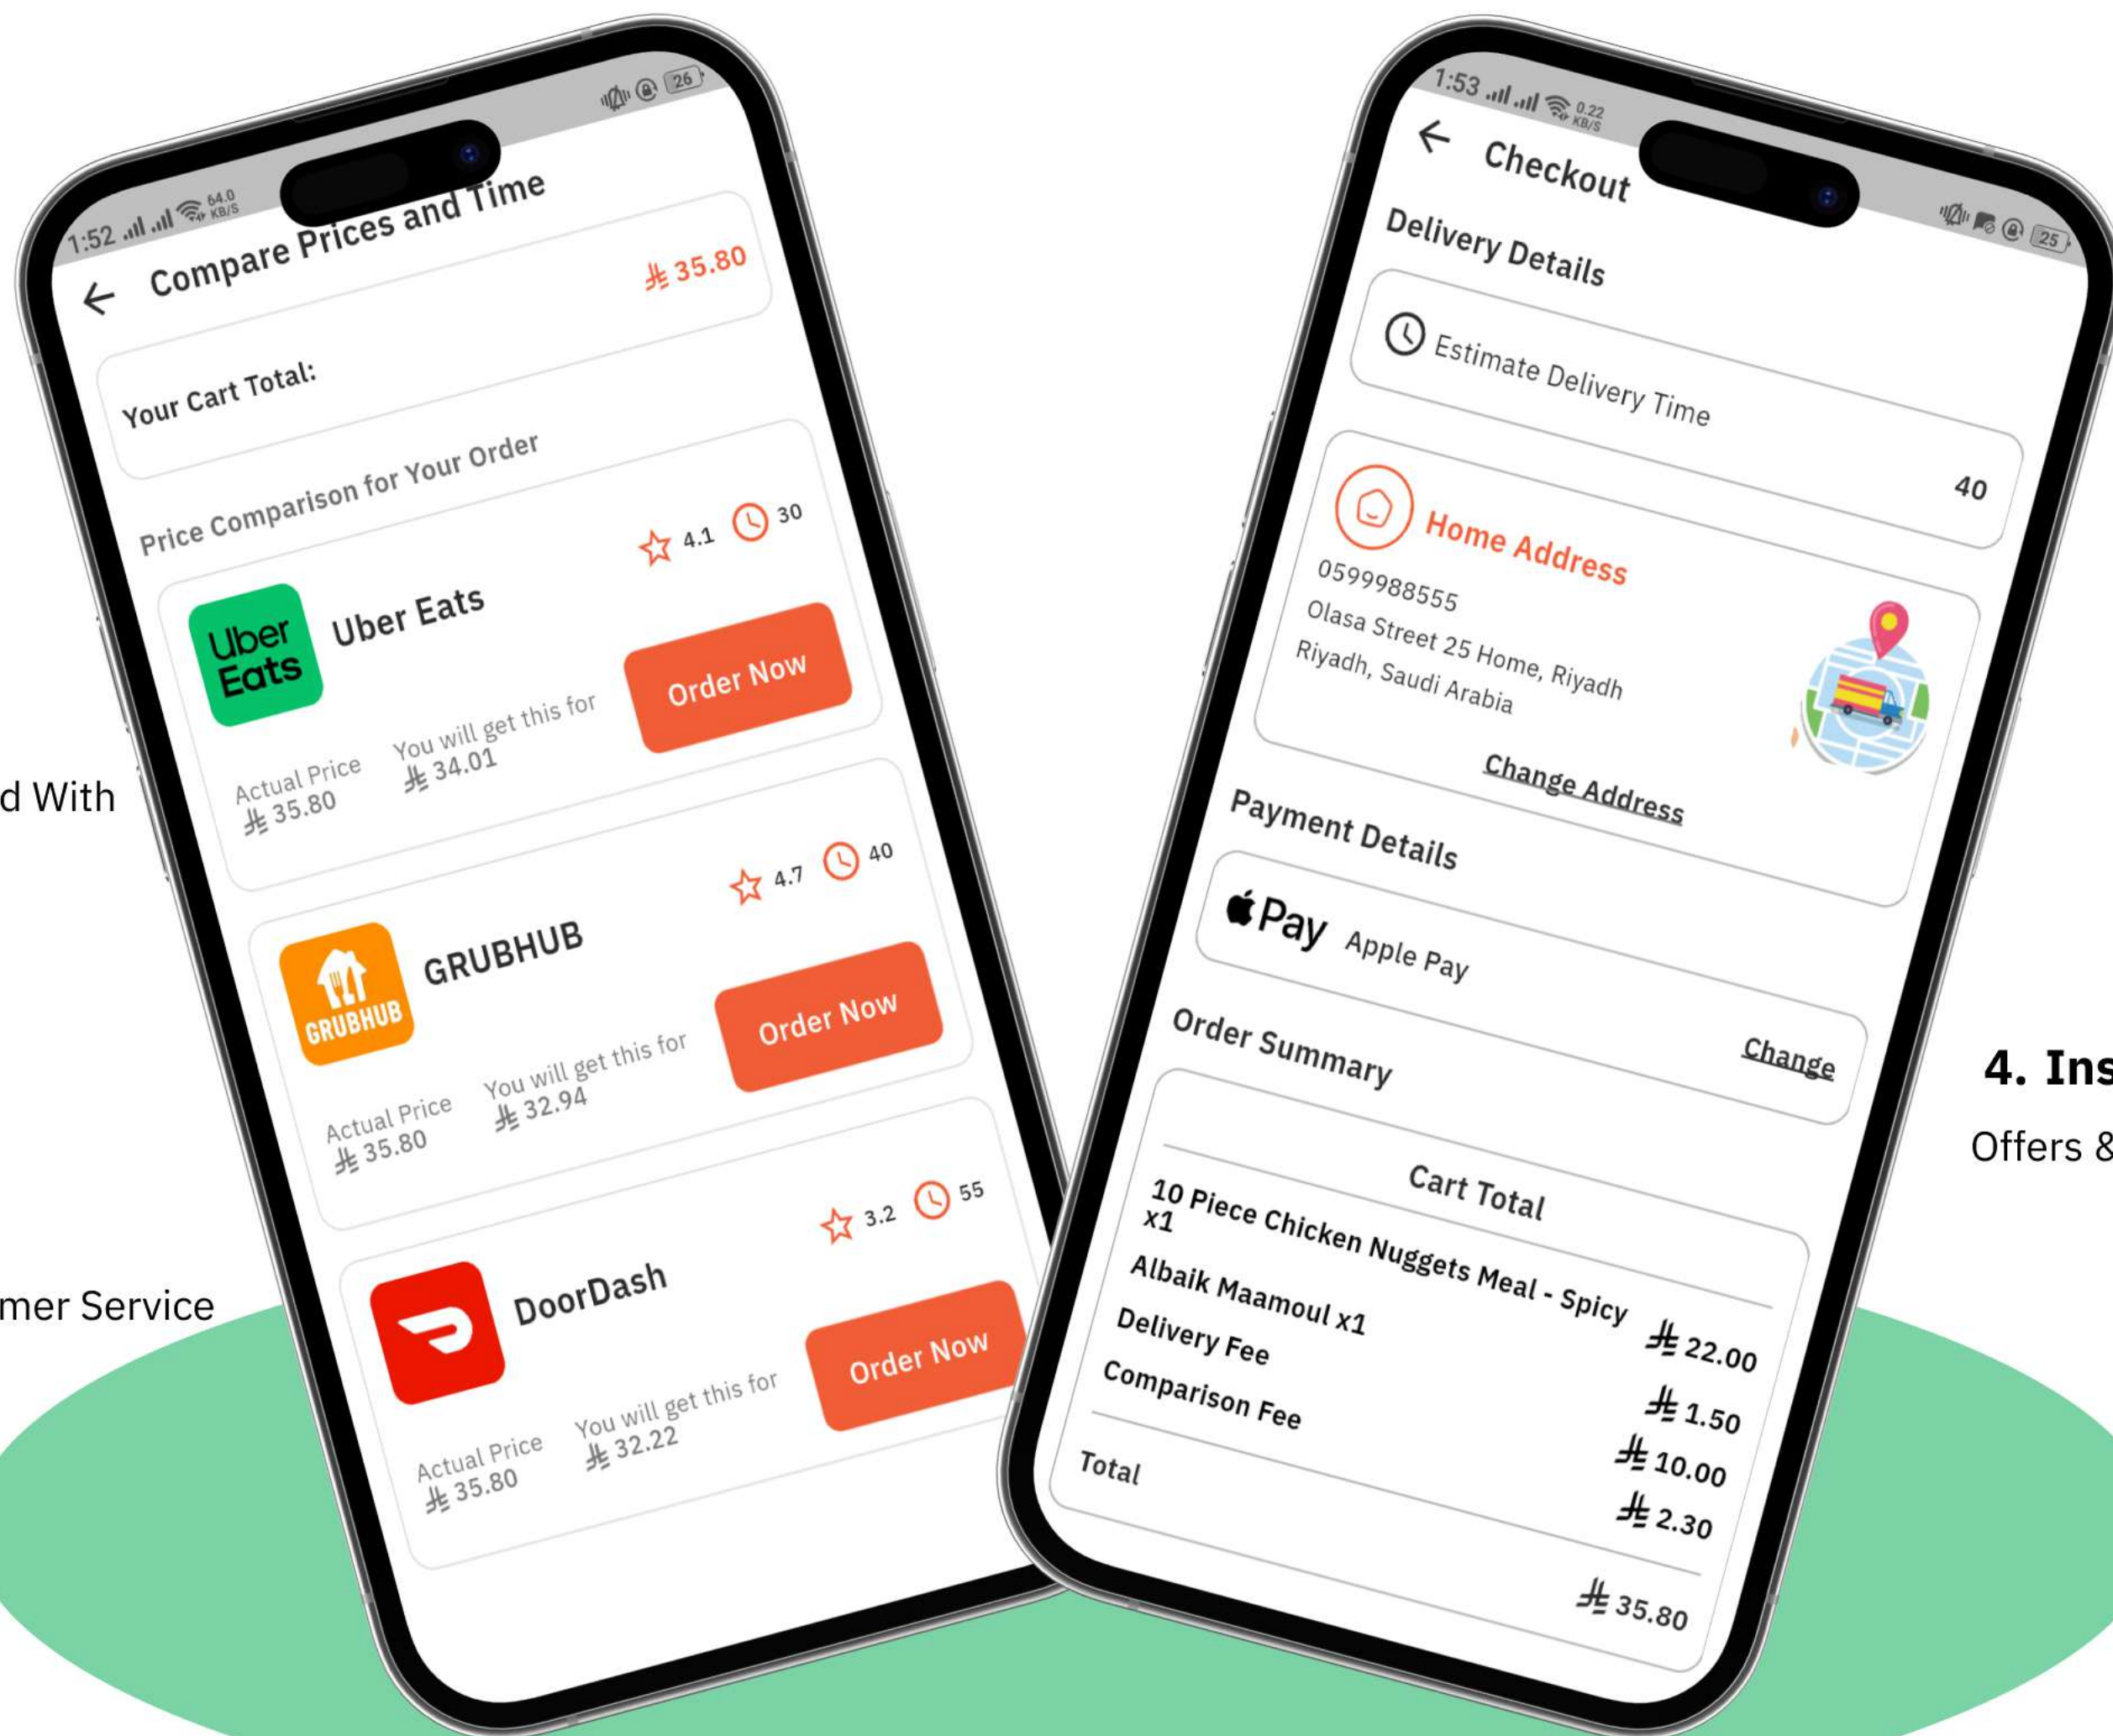 1:52
64.0
KB/S
26
Compare Prices and Time
Your Cart Total:
35.80
Price Comparison for Your Order
Uber
Eats
Uber Eats
4.1
30
Actual Price
35.80
You will get this for
34.01
Order Now
GRUBHUB
GRUBHUB
4.7
40
Actual Price
35.80
You will get this for
32.94
Order Now
DoorDash
3.2
55
Actual Price
35.80
You will get this for
32.22
Order Now
d With
mer Service
1:53
0.22
KB/S
25
Checkout
Delivery Details
Estimate Delivery Time
40
Home Address
0599988555
Olasa Street 25 Home, Riyadh
Riyadh, Saudi Arabia
Change Address
Payment Details
Pay
Apple Pay
Change
Order Summary
Cart Total
10 Piece Chicken Nuggets Meal - Spicy
x1
22.00
Albaik Maamoul x1
1.50
Delivery Fee
10.00
Comparison Fee
2.30
Total
35.80
4. Ins
Offers &